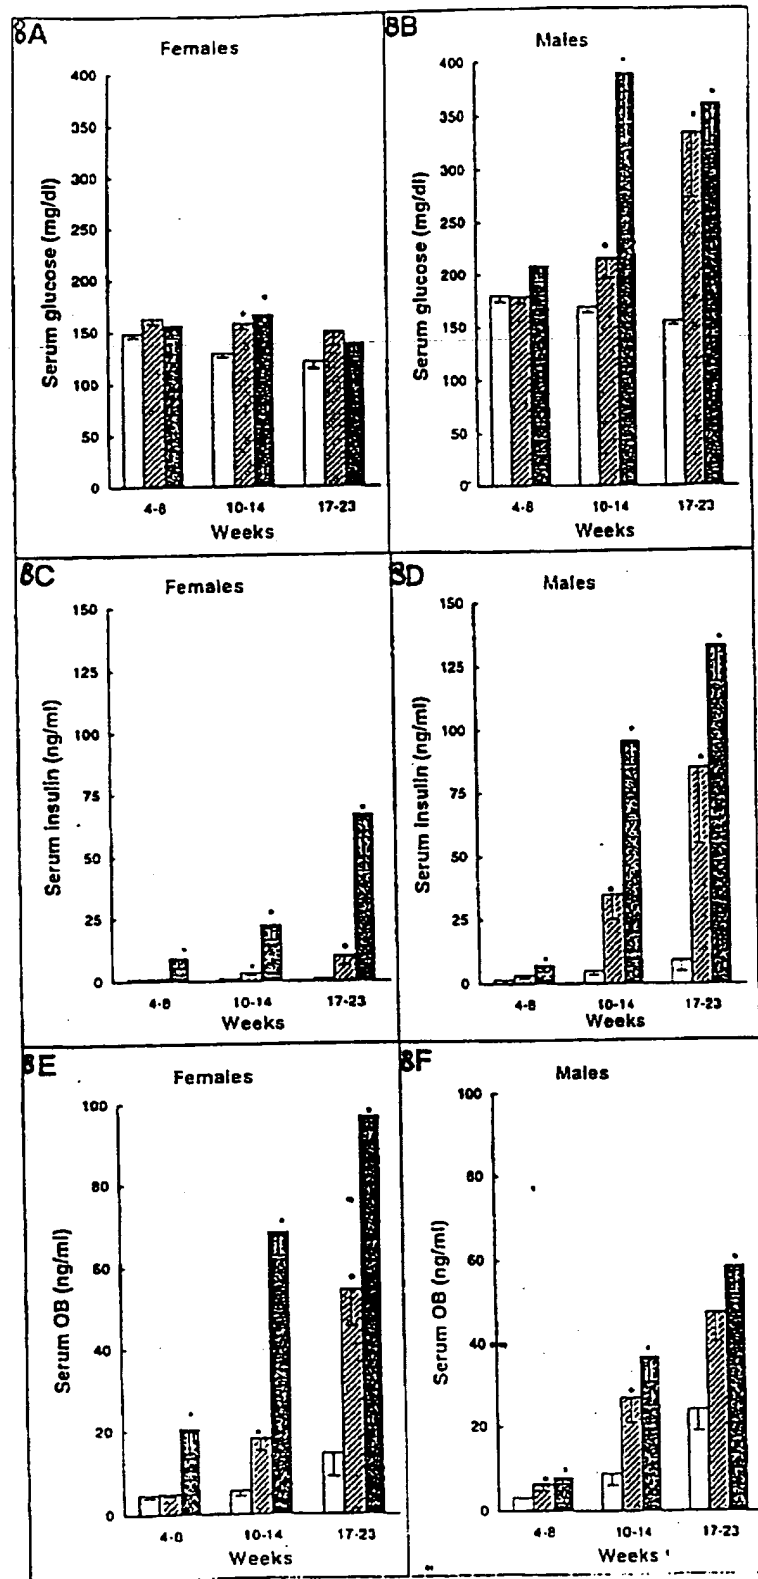 8A
Females
Serum glucose (mg/dl)
400
350
300
250
200
150
100
50
0
4-8
10-14
17-23
Weeks
8B
Males
Serum glucose (mg/dl)
400
350
300
250
200
150
100
50
0
4-8
10-14
17-23
Weeks
8C
Females
Serum insulin (ng/ml)
150
125
100
75
50
25
0
4-8
10-14
17-23
Weeks
8D
Males
Serum insulin (ng/ml)
150
125
100
75
50
25
0
4-8
10-14
17-23
Weeks
8E
Females
Serum OB (ng/ml)
100
80
60
40
20
0
4-8
10-14
17-23
Weeks
8F
Males
Serum OB (ng/ml)
100
80
60
40
20
0
4-8
10-14
17-23
Weeks